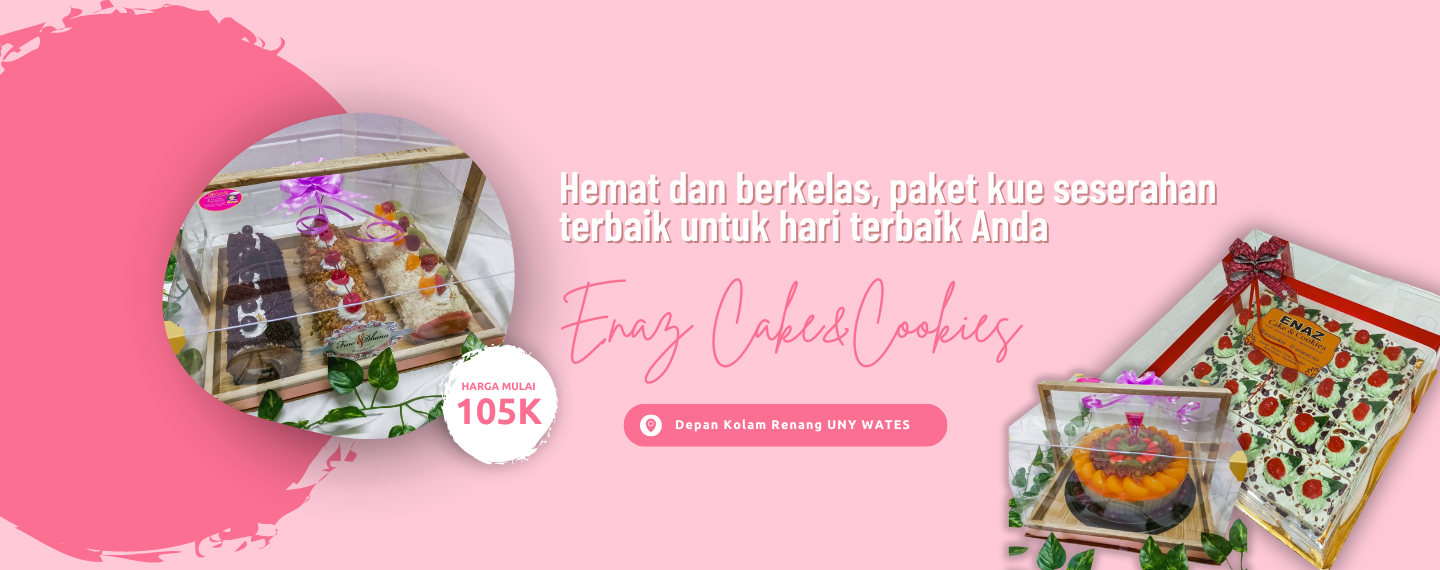 Hemat dan berkelas, paket kue seserahan
terbaik untuk hari terbaik Anda
Enaz Cake&Cookies
HARGA MULAI
105K
Depan Kolam Renang UNY WATES
ENAZ
Cake & Cookies